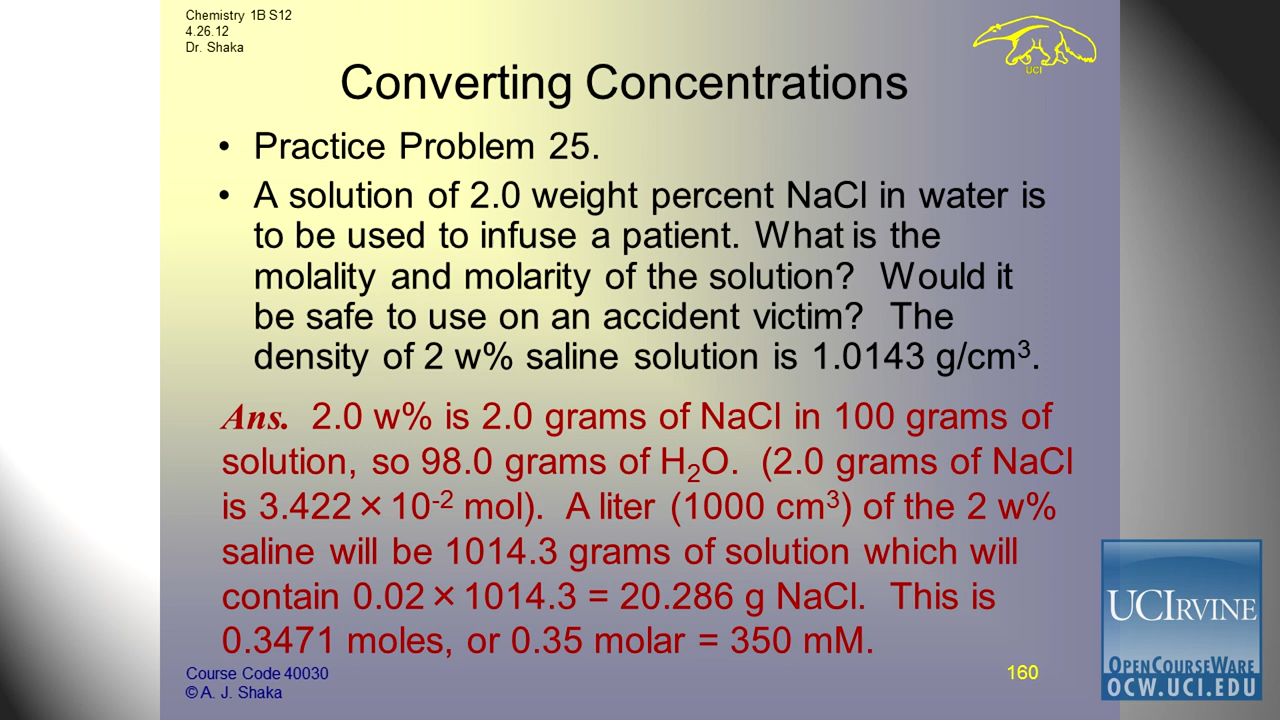 Chemistry 1B S12
4.26.12
Dr. Shaka
UCI
Converting Concentrations
• Practice Problem 25.
• A solution of 2.0 weight percent NaCl in water is
to be used to infuse a patient. What is the
molality and molarity of the solution? Would it
be safe to use on an accident victim? The
density of 2 w% saline solution is 1.0143 g/cm³.
Ans. 2.0 w% is 2.0 grams of NaCl in 100 grams of
solution, so 98.0 grams of H₂O. (2.0 grams of NaCl
is 3.422 × 10⁻² mol). A liter (1000 cm³) of the 2 w%
saline will be 1014.3 grams of solution which will
contain 0.02 × 1014.3 = 20.286 g NaCl. This is
0.3471 moles, or 0.35 molar = 350 mM.
Course Code 40030
© A. J. Shaka
160
UCIRVINE
OPENCOURSEWARE
OCW.UCI.EDU